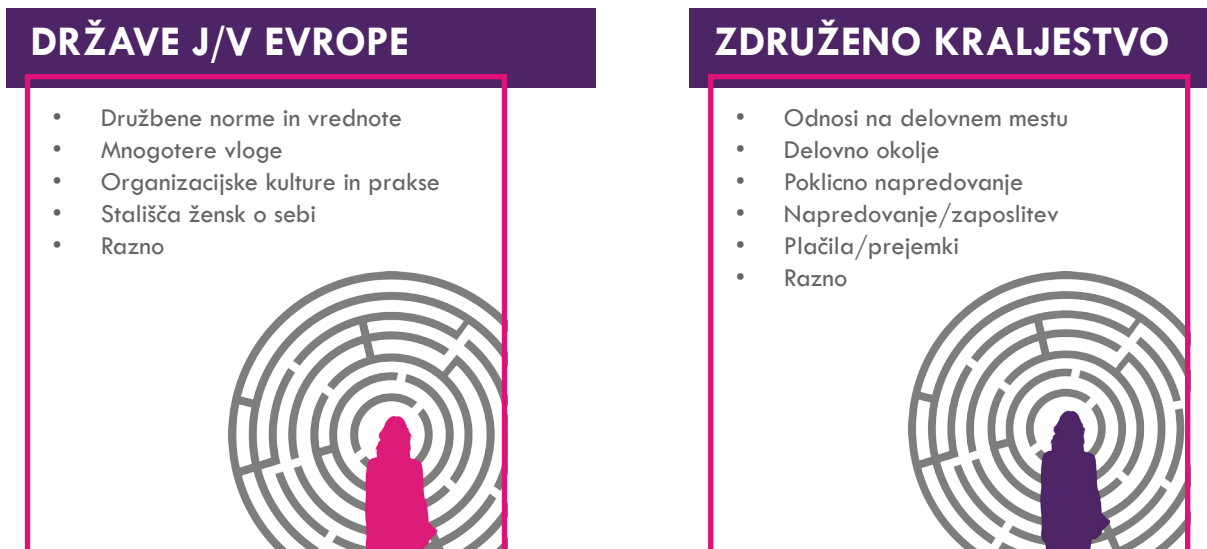 DRŽAVE J/V EVROPE
• Družbene norme in vrednote
• Mnogotere vloge
• Organizacijske kulture in prakse
• Stališča žensk o sebi
• Razno
ZDRUŽENO KRALJESTVO
• Odnosi na delovnem mestu
• Delovno okolje
• Poklicno napredovanje
• Napredovanje/zaposlitev
• Plačila/prejemki
• Razno